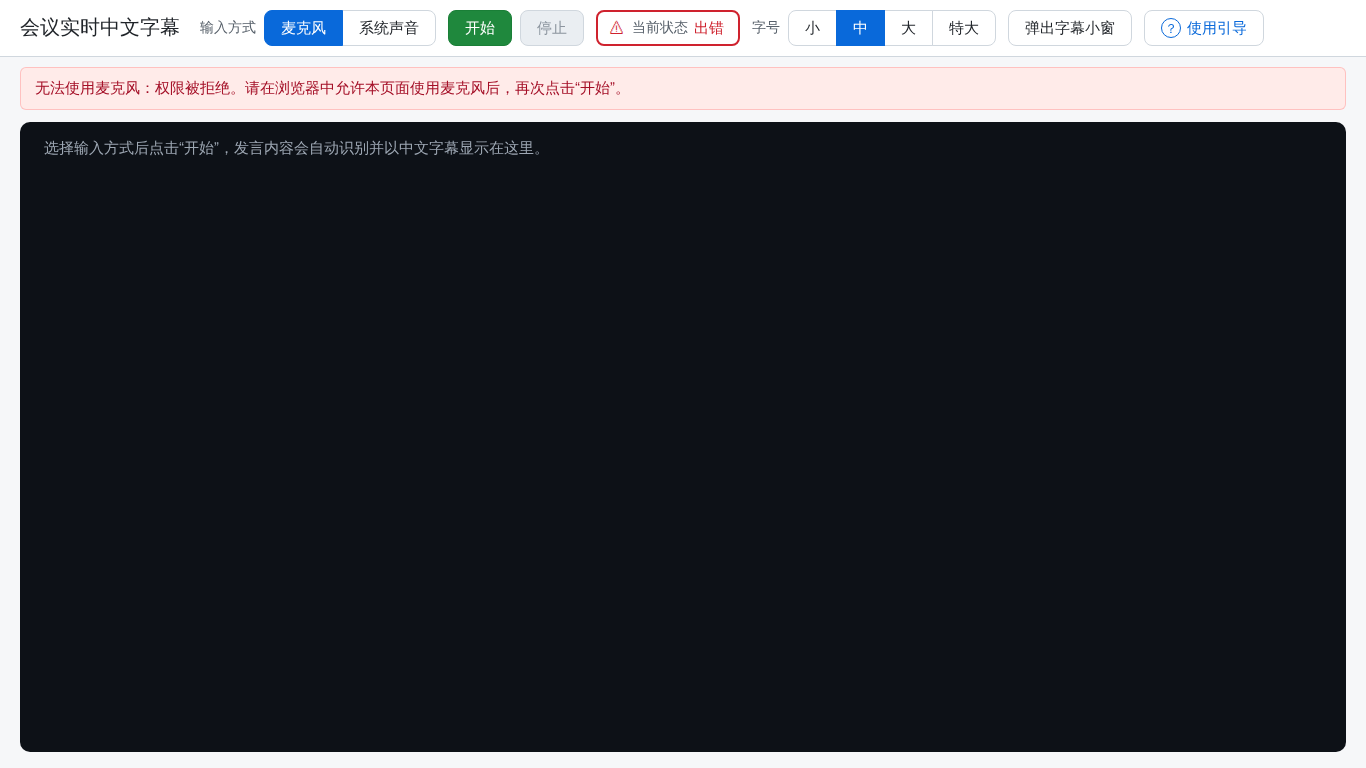 会议实时中文字幕 输入方式 麦克风 系统声音 开始 停止 当前状态 出错 字号 小 中 大 特大 弹出字幕小窗 ? 使用引导
无法使用麦克风：权限被拒绝。请在浏览器中允许本页面使用麦克风后，再次点击“开始”。
选择输入方式后点击“开始”，发言内容会自动识别并以中文字幕显示在这里。